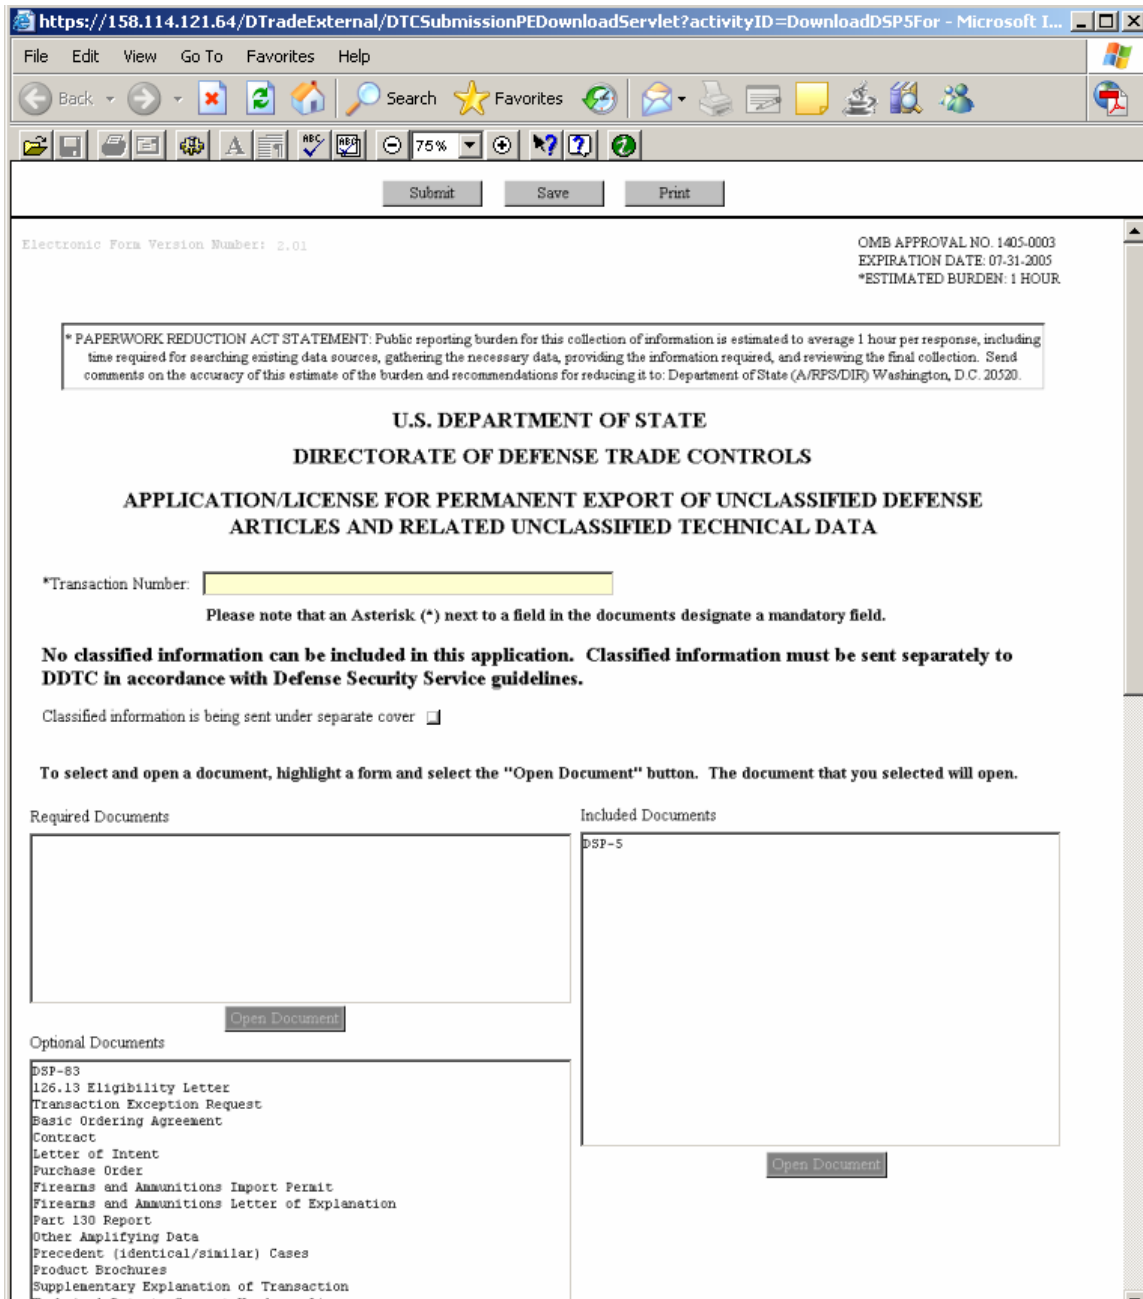 https://158.114.121.64/DTradeExternal/DTCSubmissionPEDownloadServlet?activityID=DownloadDSP5For - Microsoft I...
File Edit View Go To Favorites Help
Back Search Favorites
75%
Submit Save Print
Electronic Form Version Number: 2.01
OMB APPROVAL NO. 1405-0003
EXPIRATION DATE: 07-31-2005
*ESTIMATED BURDEN: 1 HOUR
* PAPERWORK REDUCTION ACT STATEMENT: Public reporting burden for this collection of information is estimated to average 1 hour per response, including
time required for searching existing data sources, gathering the necessary data, providing the information required, and reviewing the final collection. Send
comments on the accuracy of this estimate of the burden and recommendations for reducing it to: Department of State (A/RPS/DIR) Washington, D.C. 20520.
U.S. DEPARTMENT OF STATE
DIRECTORATE OF DEFENSE TRADE CONTROLS
APPLICATION/LICENSE FOR PERMANENT EXPORT OF UNCLASSIFIED DEFENSE
ARTICLES AND RELATED UNCLASSIFIED TECHNICAL DATA
*Transaction Number:
Please note that an Asterisk (*) next to a field in the documents designate a mandatory field.
No classified information can be included in this application. Classified information must be sent separately to
DDTC in accordance with Defense Security Service guidelines.
Classified information is being sent under separate cover
To select and open a document, highlight a form and select the "Open Document" button. The document that you selected will open.
Required Documents
Open Document
Optional Documents
DSP-83
126.13 Eligibility Letter
Transaction Exception Request
Basic Ordering Agreement
Contract
Letter of Intent
Purchase Order
Firearms and Ammunitions Import Permit
Firearms and Ammunitions Letter of Explanation
Part 130 Report
Other Amplifying Data
Precedent (identical/similar) Cases
Product Brochures
Supplementary Explanation of Transaction
Included Documents
DSP-5
Open Document